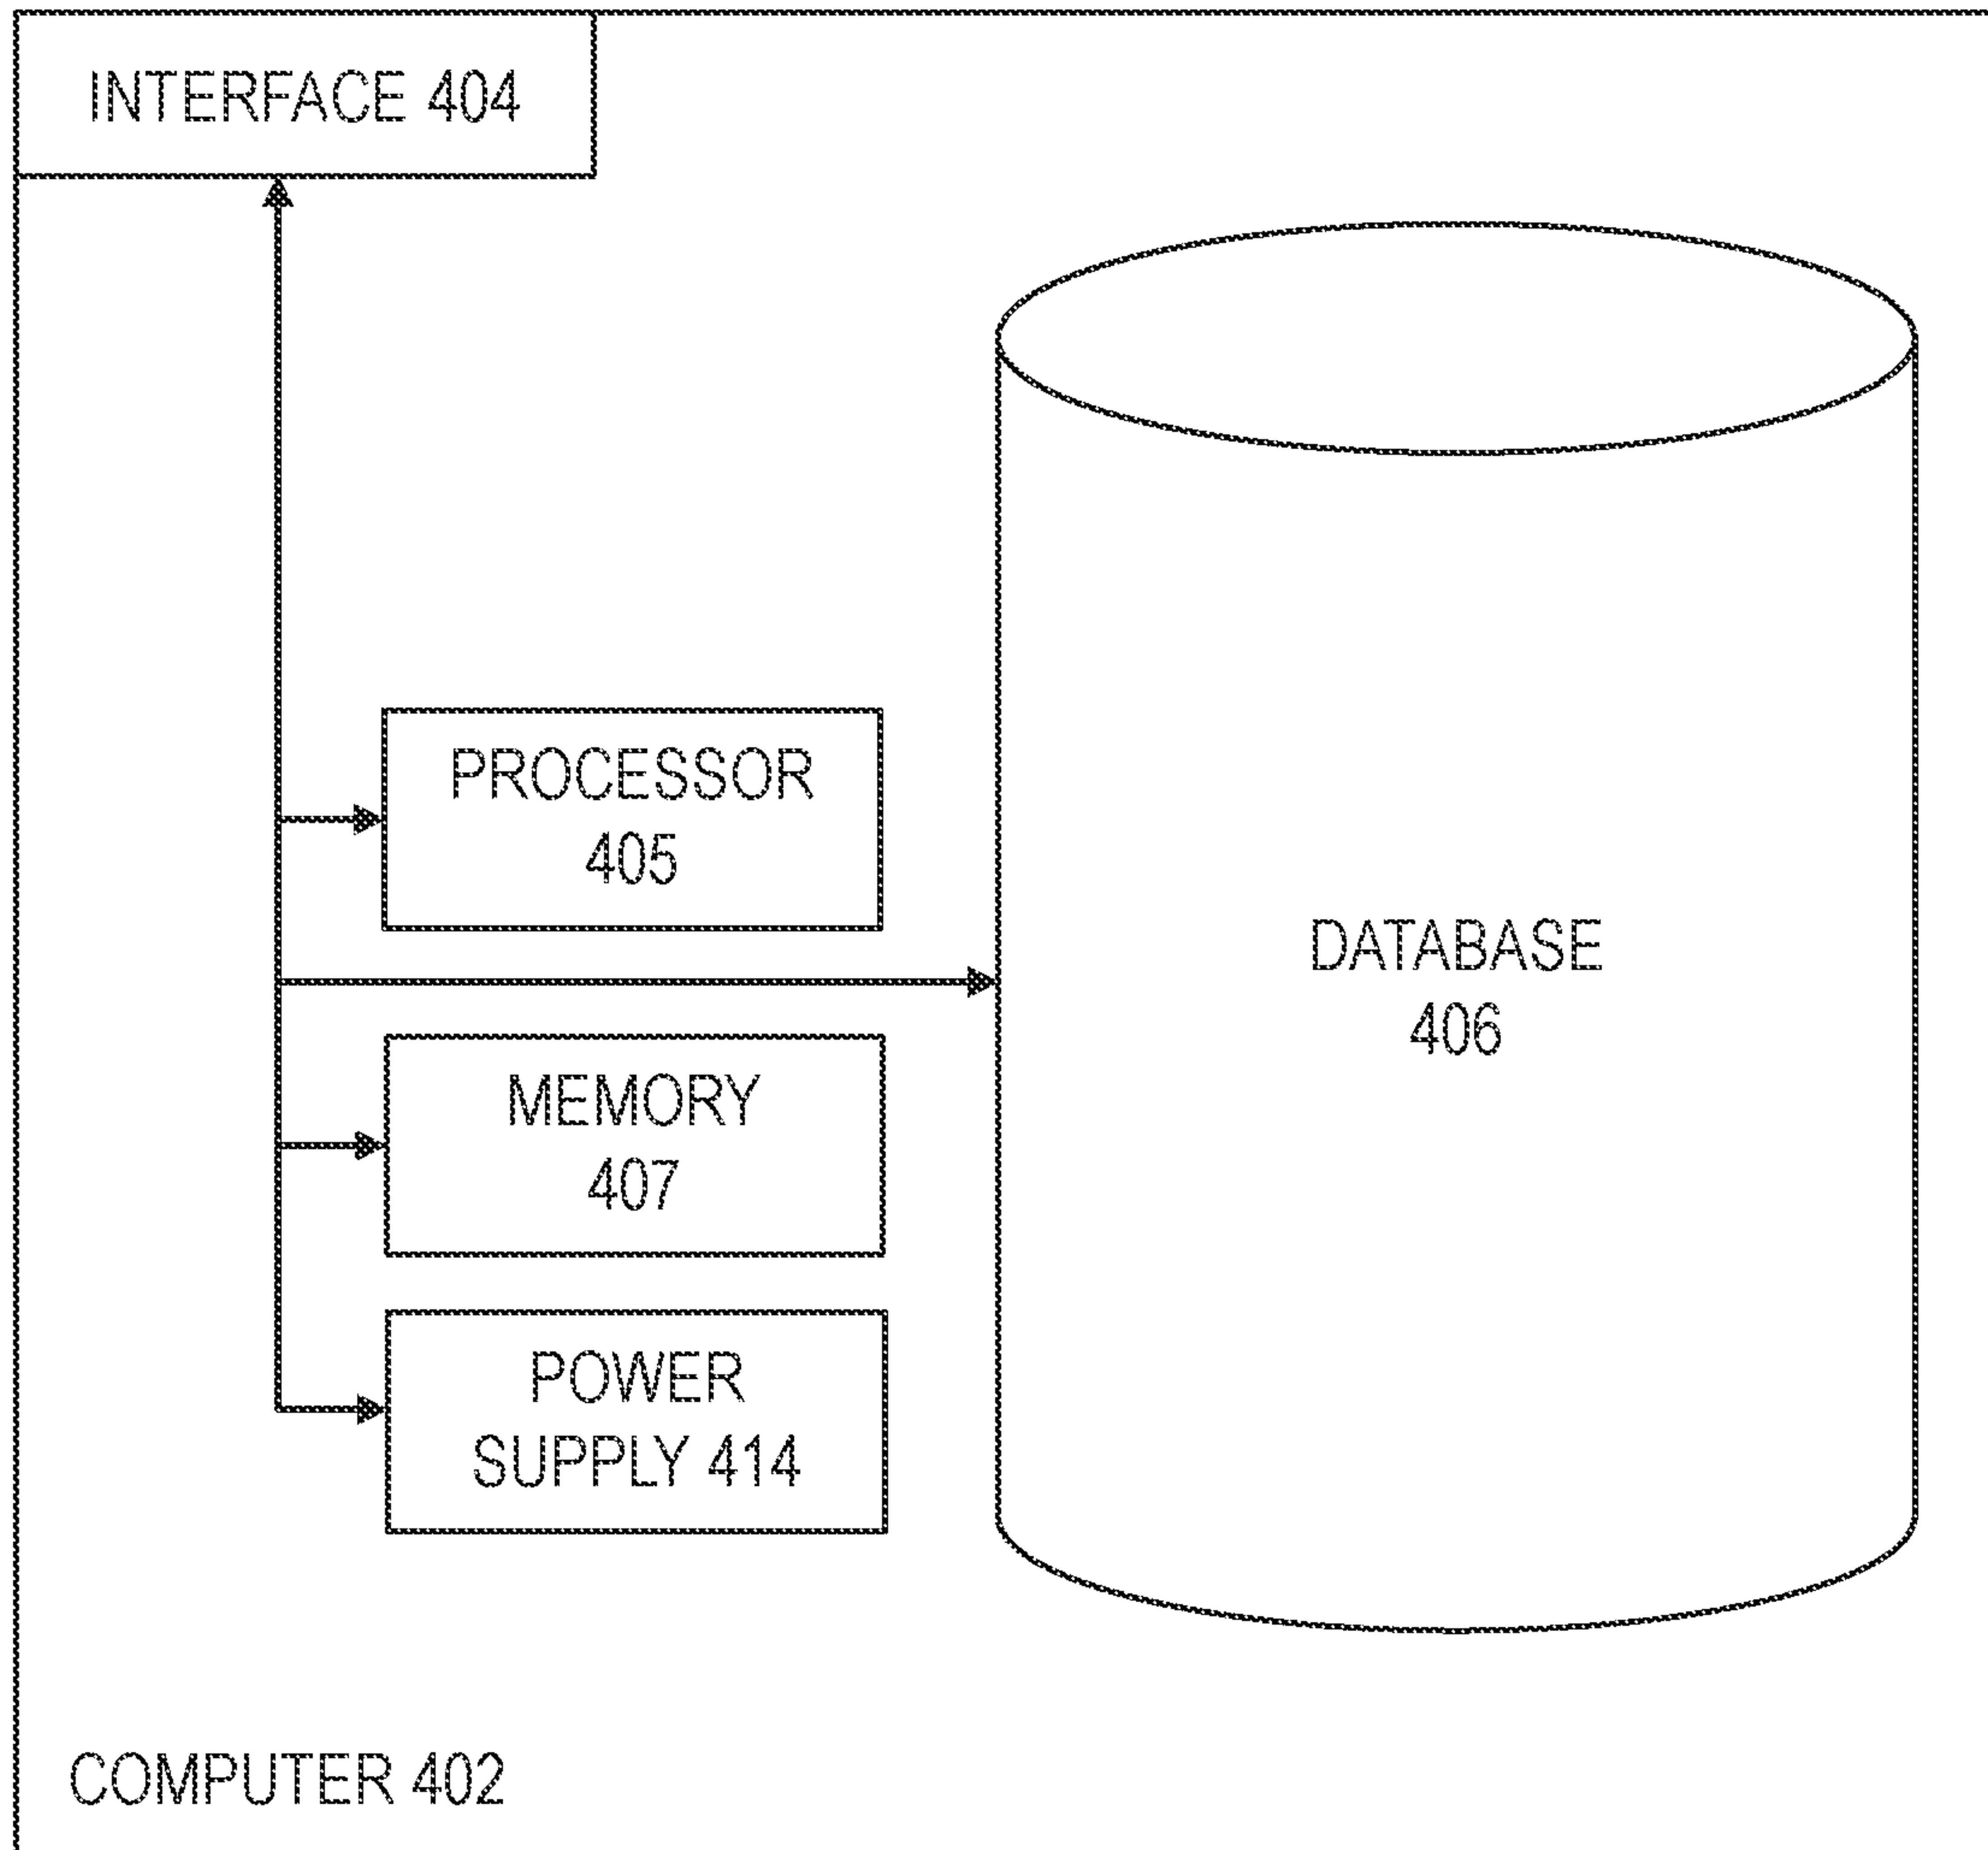 INTERFACE 404
PROCESSOR
405
DATABASE
406
MEMORY
407
POWER
SUPPLY 414
COMPUTER 402